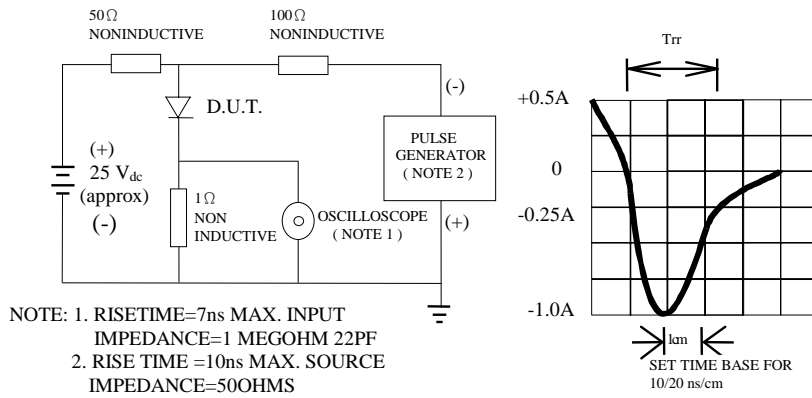 50Ω
NONINDUCTIVE
100Ω
NONINDUCTIVE
Trr
(-)
D.U.T.
+0.5A
PULSE
GENERATOR
( NOTE 2 )
(+)
25 Vdc
(approx)
(-)
0
1Ω
NON
INDUCTIVE
OSCILLOSCOPE
( NOTE 1 )
(+)
-0.25A
-1.0A
1cm
SET TIME BASE FOR
10/20 ns/cm
NOTE: 1. RISETIME=7ns MAX. INPUT
IMPEDANCE=1 MEGOHM 22PF
2. RISE TIME =10ns MAX. SOURCE
IMPEDANCE=50OHMS